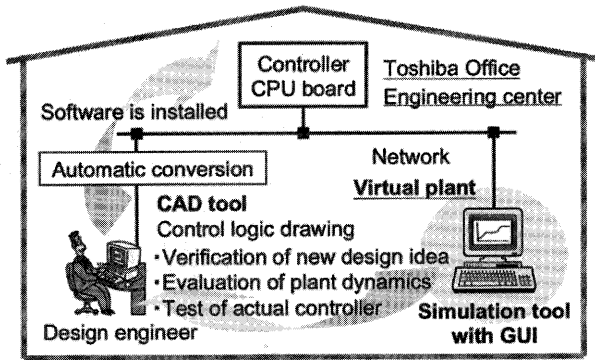 Controller
CPU board
Toshiba Office
Engineering center
Software is installed
Automatic conversion
Network
Virtual plant
CAD tool
Control logic drawing
・Verification of new design idea
・Evaluation of plant dynamics
・Test of actual controller
Design engineer
Simulation tool
with GUI